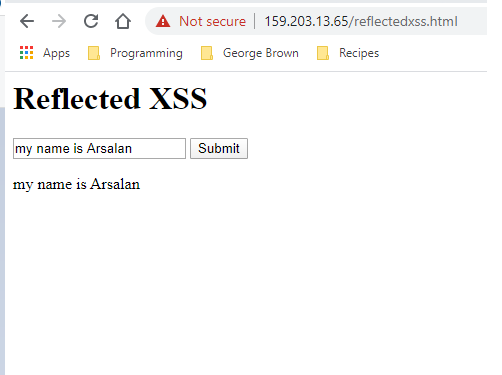 Not secure | 159.203.13.65/reflectedxss.html
Apps Programming George Brown Recipes
Reflected XSS
my name is Arsalan Submit
my name is Arsalan